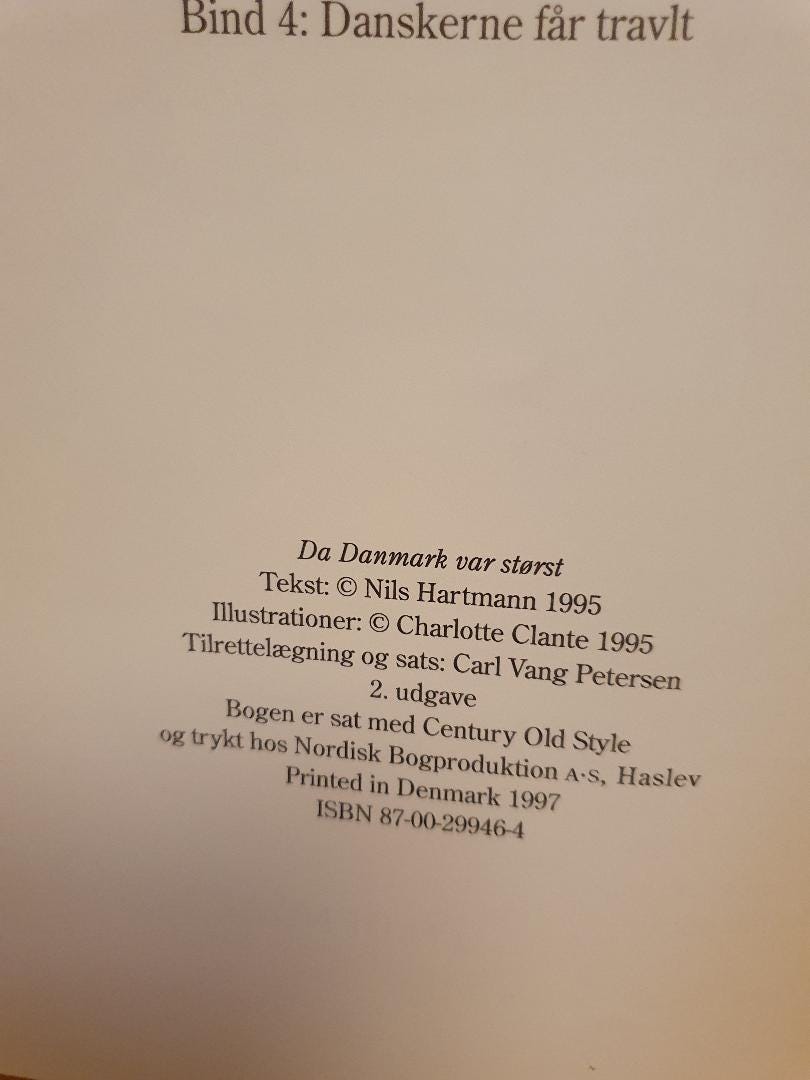 Bind 4: Danskerne får travlt
Da Danmark var størst
Tekst: © Nils Hartmann 1995
Illustrationer: © Charlotte Clante 1995
Tilrettelægning og sats: Carl Vang Petersen
2. udgave
Bogen er sat med Century Old Style
og trykt hos Nordisk Bogproduktion A·S, Haslev
Printed in Denmark 1997
ISBN 87-00-29946-4